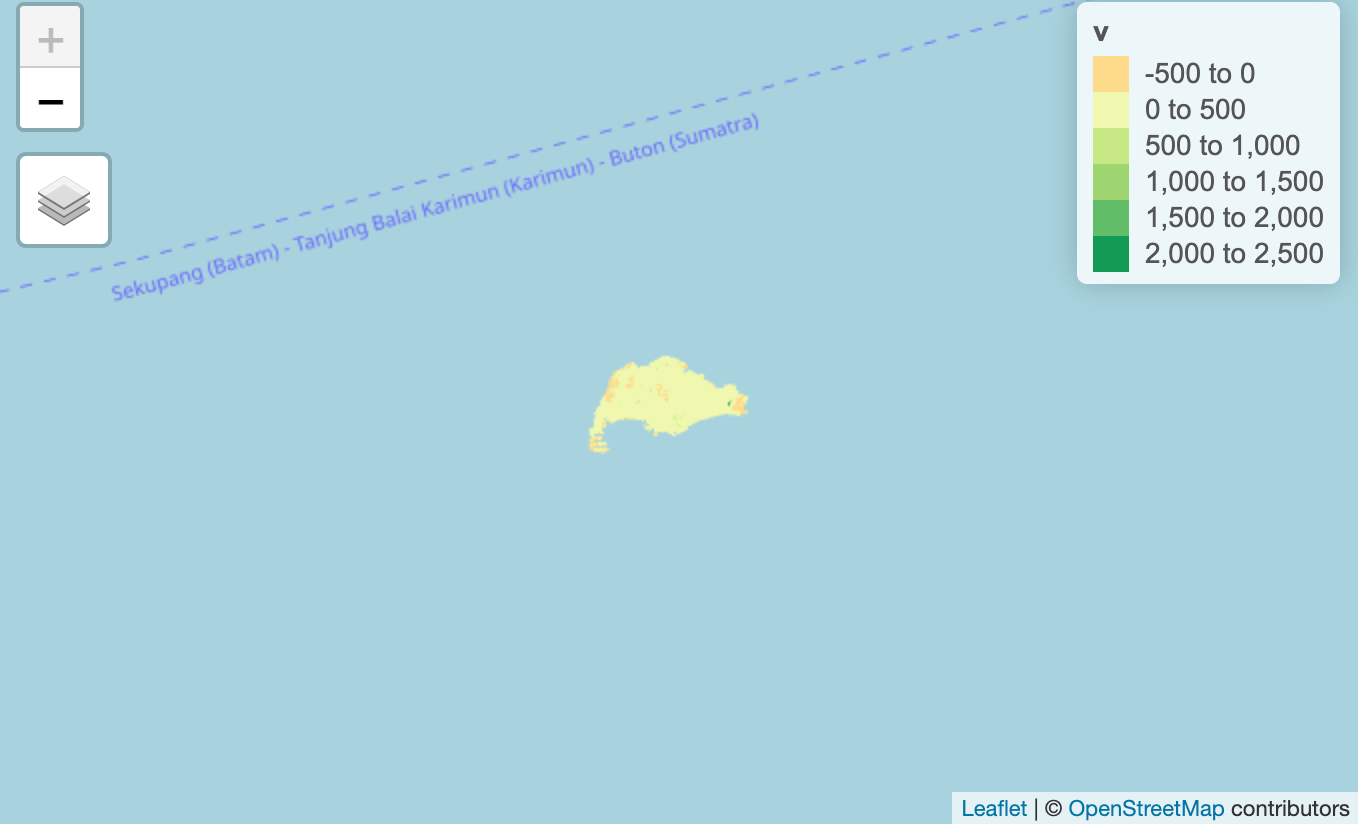 +
−
Sekupang (Batam) - Tanjung Balai Karimun (Karimun) - Buton (Sumatra)
v
-500 to 0
0 to 500
500 to 1,000
1,000 to 1,500
1,500 to 2,000
2,000 to 2,500
Leaflet | © OpenStreetMap contributors